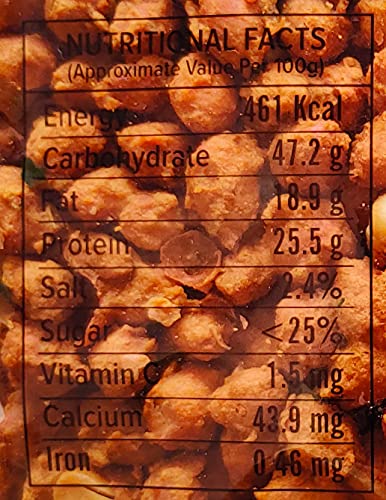 NUTRITIONAL FACTS
(Approximate Value Per 100g)
Energy 461 Kcal
Carbohydrate 47.2 g
Fat 18.9 g
Protein 25.5 g
Salt 2.4%
Sugar <25%
Vitamin C 1.5 mg
Calcium 43.9 mg
Iron 0.46 mg